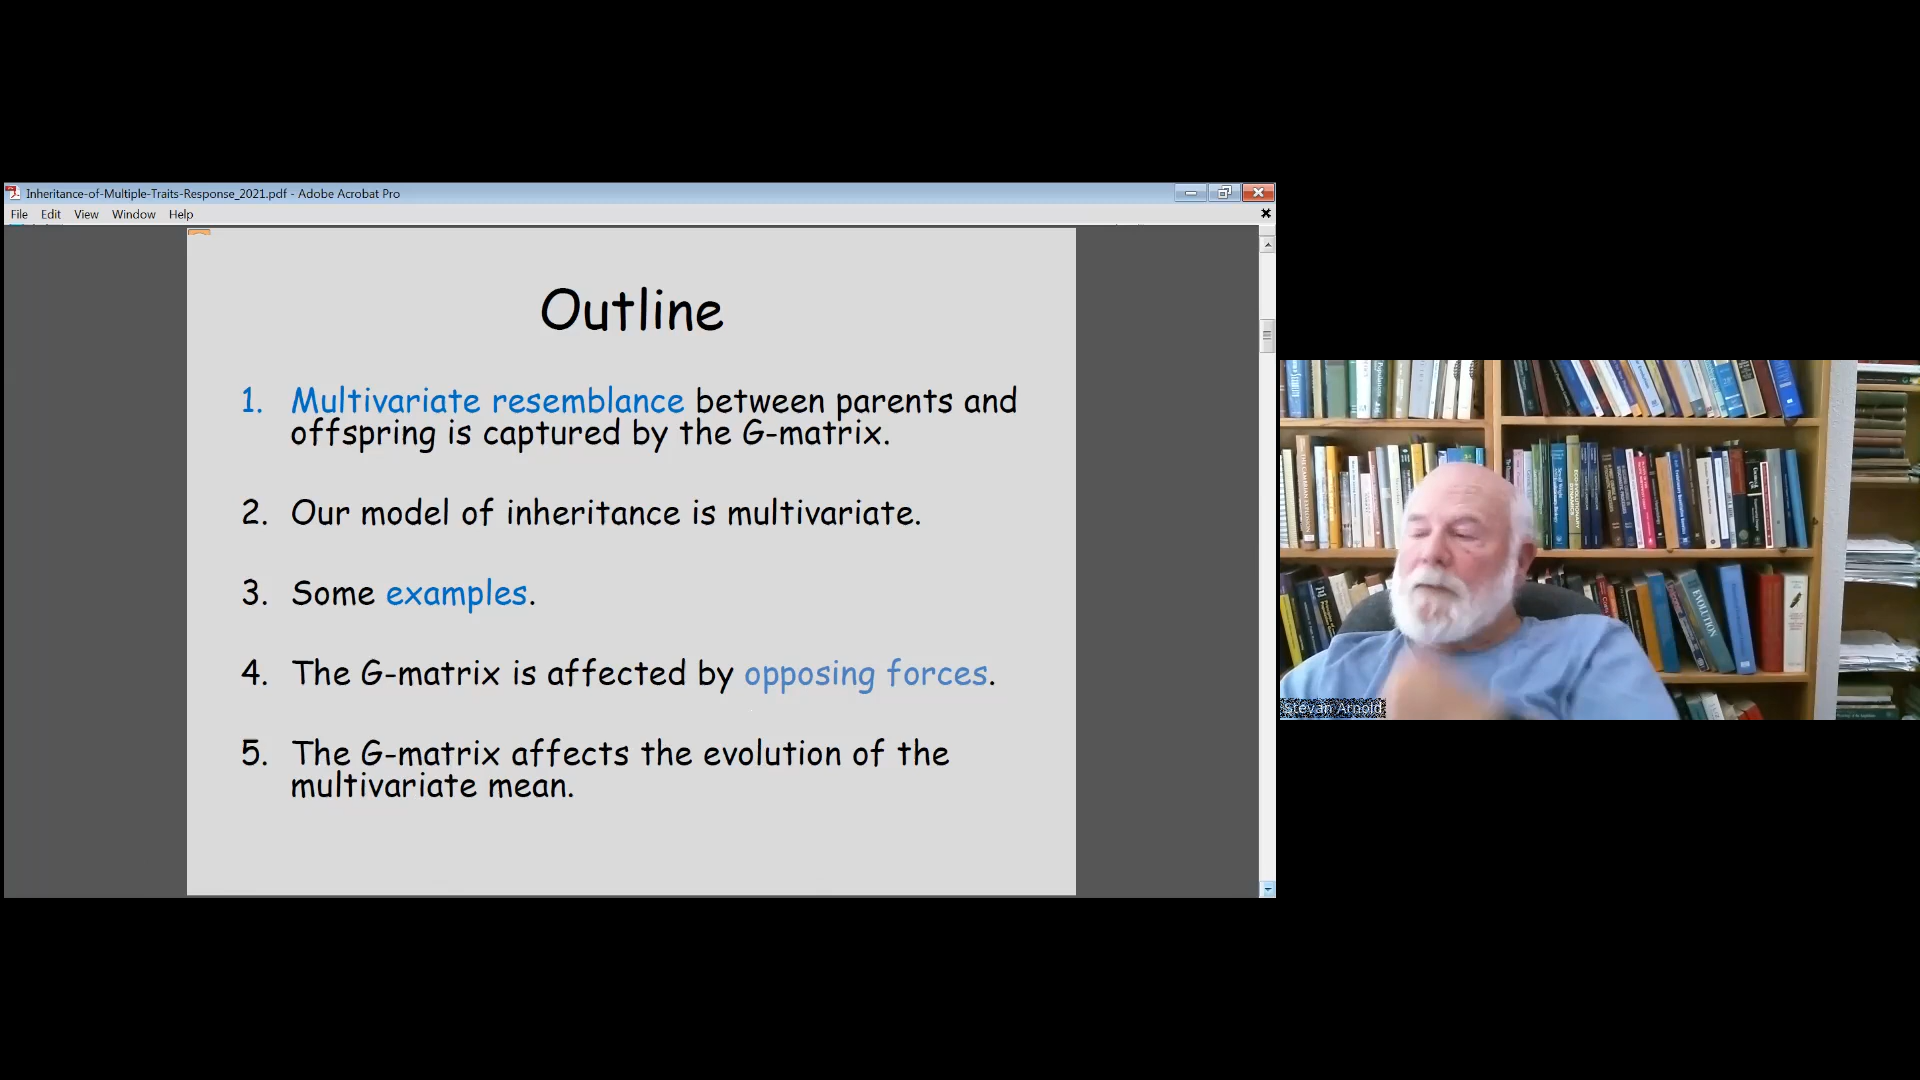 Inheritance-of-Multiple-Traits-Response_2021.pdf - Adobe Acrobat Pro
File Edit View Window Help
Outline
1. Multivariate resemblance between parents and
offspring is captured by the G-matrix.
2. Our model of inheritance is multivariate.
3. Some examples.
4. The G-matrix is affected by opposing forces.
5. The G-matrix affects the evolution of the
multivariate mean.
Stevan Arnold
EVOLUTION